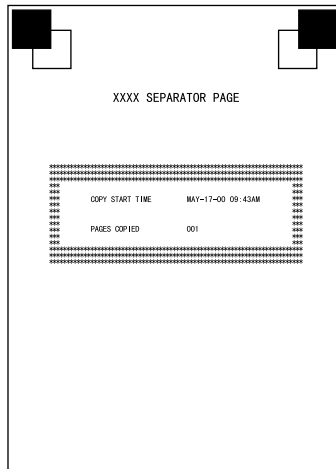 XXXX SEPARATOR PAGE
COPY START TIME MAY-17-00 09:43AM
PAGES COPIED 001